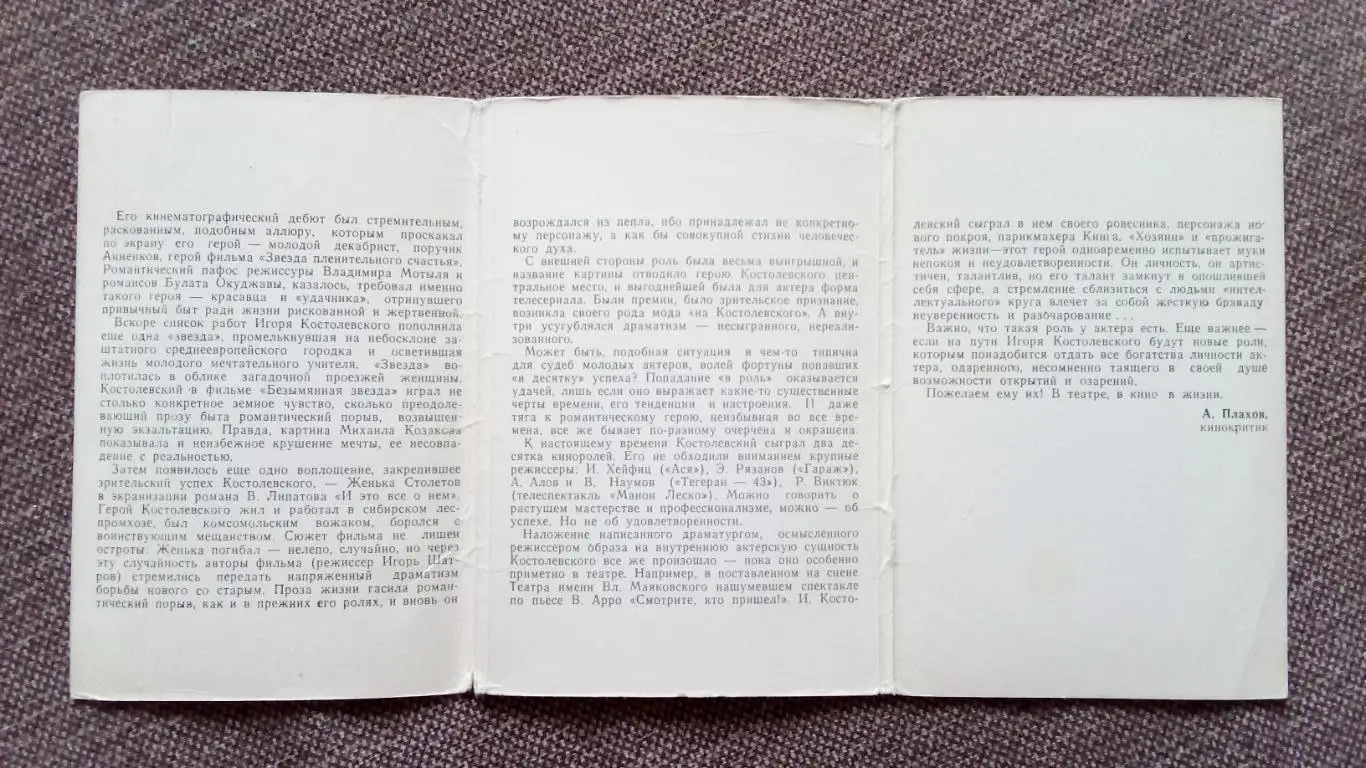 Его кинематографический дебют был стремительным,
раскованным, подобным аллюру, которым проскакал
по экрану его герой — молодой декабрист, поручик
Анненков, герой фильма «Звезда пленительного счастья».
Романтический пафос режиссуры Владимира Мотыля и
романсов Булата Окуджавы, казалось, требовал именно
такого героя — красавца и «удачника», отринувшего
привычный быт ради жизни рискованной и жертвенной.
Вскоре список работ Игоря Костолевского пополнила
еще одна «звезда», промелькнувшая на небосклоне за-
штатного среднеевропейского городка и осветившая
жизнь молодого мечтательного учителя. «Звезда» во-
плотилась в облике загадочной проезжей женщины.
Костолевский в фильме «Безымянная звезда» играл не
столько конкретное земное чувство, сколько преодоле-
вающий прозу быта романтический порыв, возвышен-
ную экзальтацию. Правда, картина Михаила Козакова
показывала и неизбежное крушение мечты, ее несовпа-
дение с реальностью.
Затем появилось еще одно воплощение, закрепившее
зрительский успех Костолевского, — Женька Столетов
в экранизации романа В. Липатова «И это все о нем».
Герой Костолевского жил и работал в сибирском лес-
промхозе, был комсомольским вожаком, боролся с
воинствующим мещанством. Сюжет фильма не лишен
остроты: Женька погибал — нелепо, случайно, но через
эту случайность авторы фильма (режиссер Игорь Шат-
ров) стремились передать напряженный драматизм
борьбы нового со старым. Проза жизни гасила роман-
тический порыв, как и в прежних его ролях, и вновь он
возрождался из пепла, ибо принадлежал не конкретно-
му персонажу, а как бы совокупной стихии человечес-
кого духа.
С внешней стороны роль была весьма выигрышной, и
название картины отводило герою Костолевского цен-
тральное место, и выгоднейшей была для актера форма
телесериала. Были премии, было зрительское признание,
возникла своего рода мода «на Костолевского». А вну-
три усугублялся драматизм — несыгранного, нереали-
зованного.
Может быть, подобная ситуация в чем-то типична
для судеб молодых актеров, волей фортуны попавших
«в десятку» успеха? Попадание «в роль» оказывается
удачей, лишь если оно выражает какие-то существенные
черты времени, его тенденции и настроения. И даже
тяга к романтическому герою, неизбывная во все вре-
мена, все же бывает по-разному очерчена и окрашена.
К настоящему времени Костолевский сыграл два де-
сятка киноролей. Его не обходили вниманием крупные
режиссеры: И. Хейфиц («Ася»), Э. Рязанов («Гараж»),
А. Алов и В. Наумов («Тегеран — 43»), Р. Виктюк
(телеспектакль «Манон Леско»). Можно говорить о
растущем мастерстве и профессионализме, можно — об
успехе. Но не об удовлетворенности.
Наложение написанного драматургом, осмысленного
режиссером образа на внутреннюю актерскую сущность
Костолевского все же произошло — пока оно особенно
приметно в театре. Например, в поставленном на сцене
Театра имени Вл. Маяковского нашумевшем спектакле
по пьесе В. Арро «Смотрите, кто пришел!». И. Косто-
левский сыграл в нем своего ровесника, персонажа но-
вого покроя, парикмахера Кинга. «Хозяин» и «прожига-
тель» жизни—этот герой одновременно испытывает муки
непокоя и неудовлетворенности. Он личность, он артис-
тичен, талантлив, но его талант замкнут в опошлившей
себя сфере, а стремление сблизиться с людьми «интел-
лектуального» круга влечет за собой жесткую браваду
неуверенность и разочарование . . .
Важно, что такая роль у актера есть. Еще важнее —
если на пути Игоря Костолевского будут новые роли,
которым понадобится отдать все богатства личности ак-
тера, одаренного, несомненно таящего в своей душе
возможности открытий и озарений.
Пожелаем ему их! В театре, в кино в жизни.
А. Плахов,
кинокритик